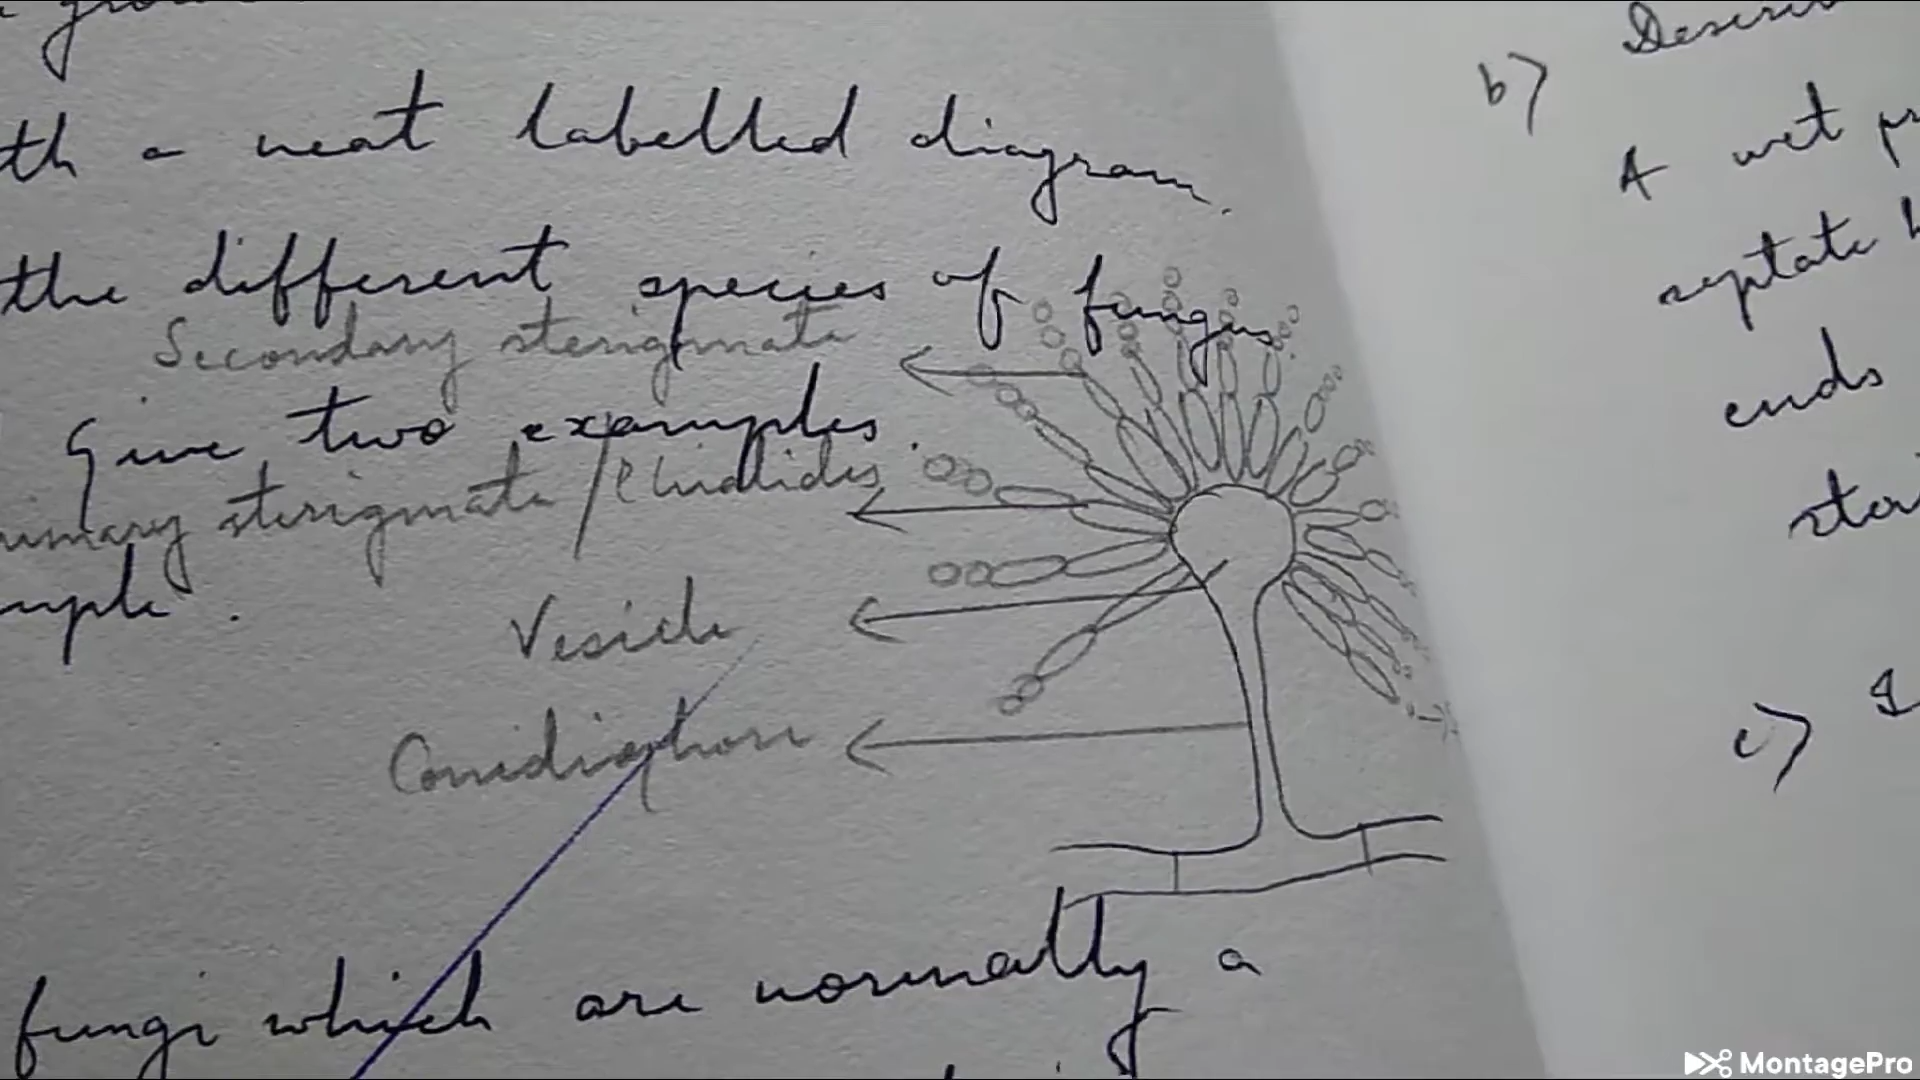 th a neat labelled diagram.
the different species of fungus
Secondary sterigmata
Give two examples.
rimary sterigmata / Phialides
mple.
Vesicle
fungi which are normally a
b)
A wet pr
septate h
ends
c)
MontagePro